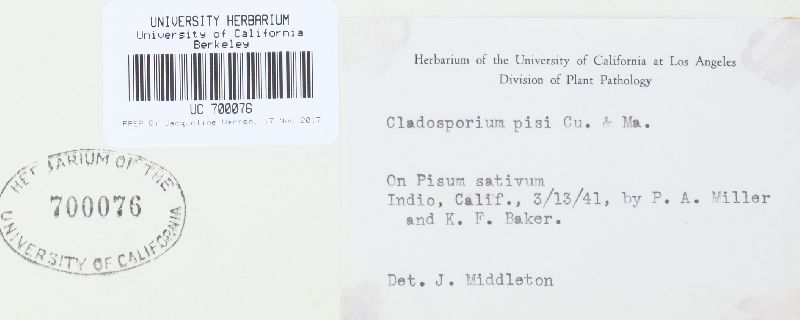 UNIVERSITY HERBARIUM
University of California
Berkeley
UC 700076
PREP BY Jacqueline Warren, 17 Nov 2017
HERBARIUM OF THE
700076
UNIVERSITY OF CALIFORNIA
Herbarium of the University of California at Los Angeles
Division of Plant Pathology
Cladosporium pisi Cu. & Ma.
On Pisum sativum
Indio, Calif., 3/13/41, by P. A. Miller
and K. F. Baker.
Det. J. Middleton